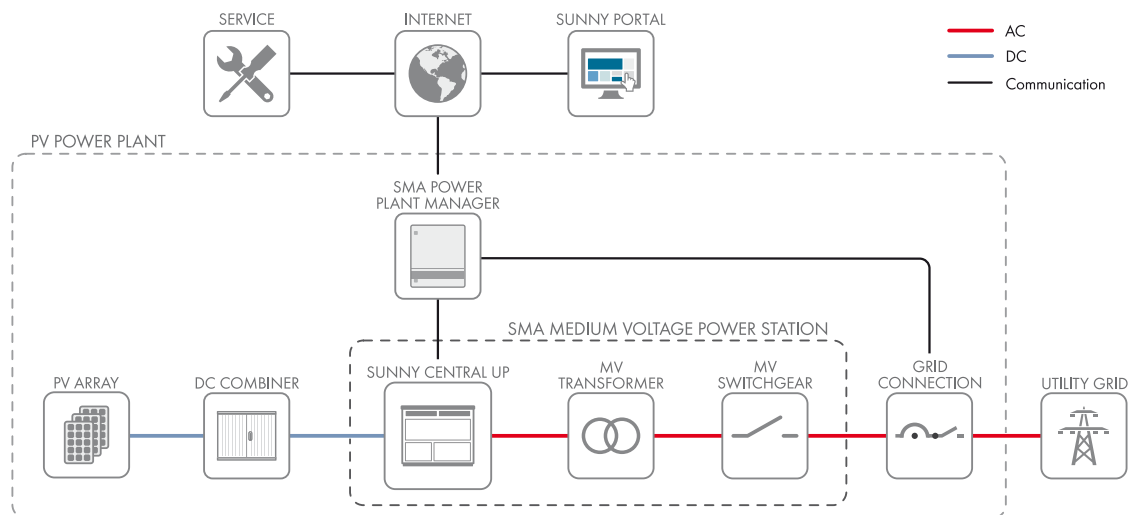 SERVICE
INTERNET
SUNNY PORTAL
AC
DC
Communication
PV POWER PLANT
SMA POWER
PLANT MANAGER
SMA MEDIUM VOLTAGE POWER STATION
PV ARRAY
DC COMBINER
SUNNY CENTRAL UP
MV
TRANSFORMER
MV
SWITCHGEAR
GRID
CONNECTION
UTILITY GRID